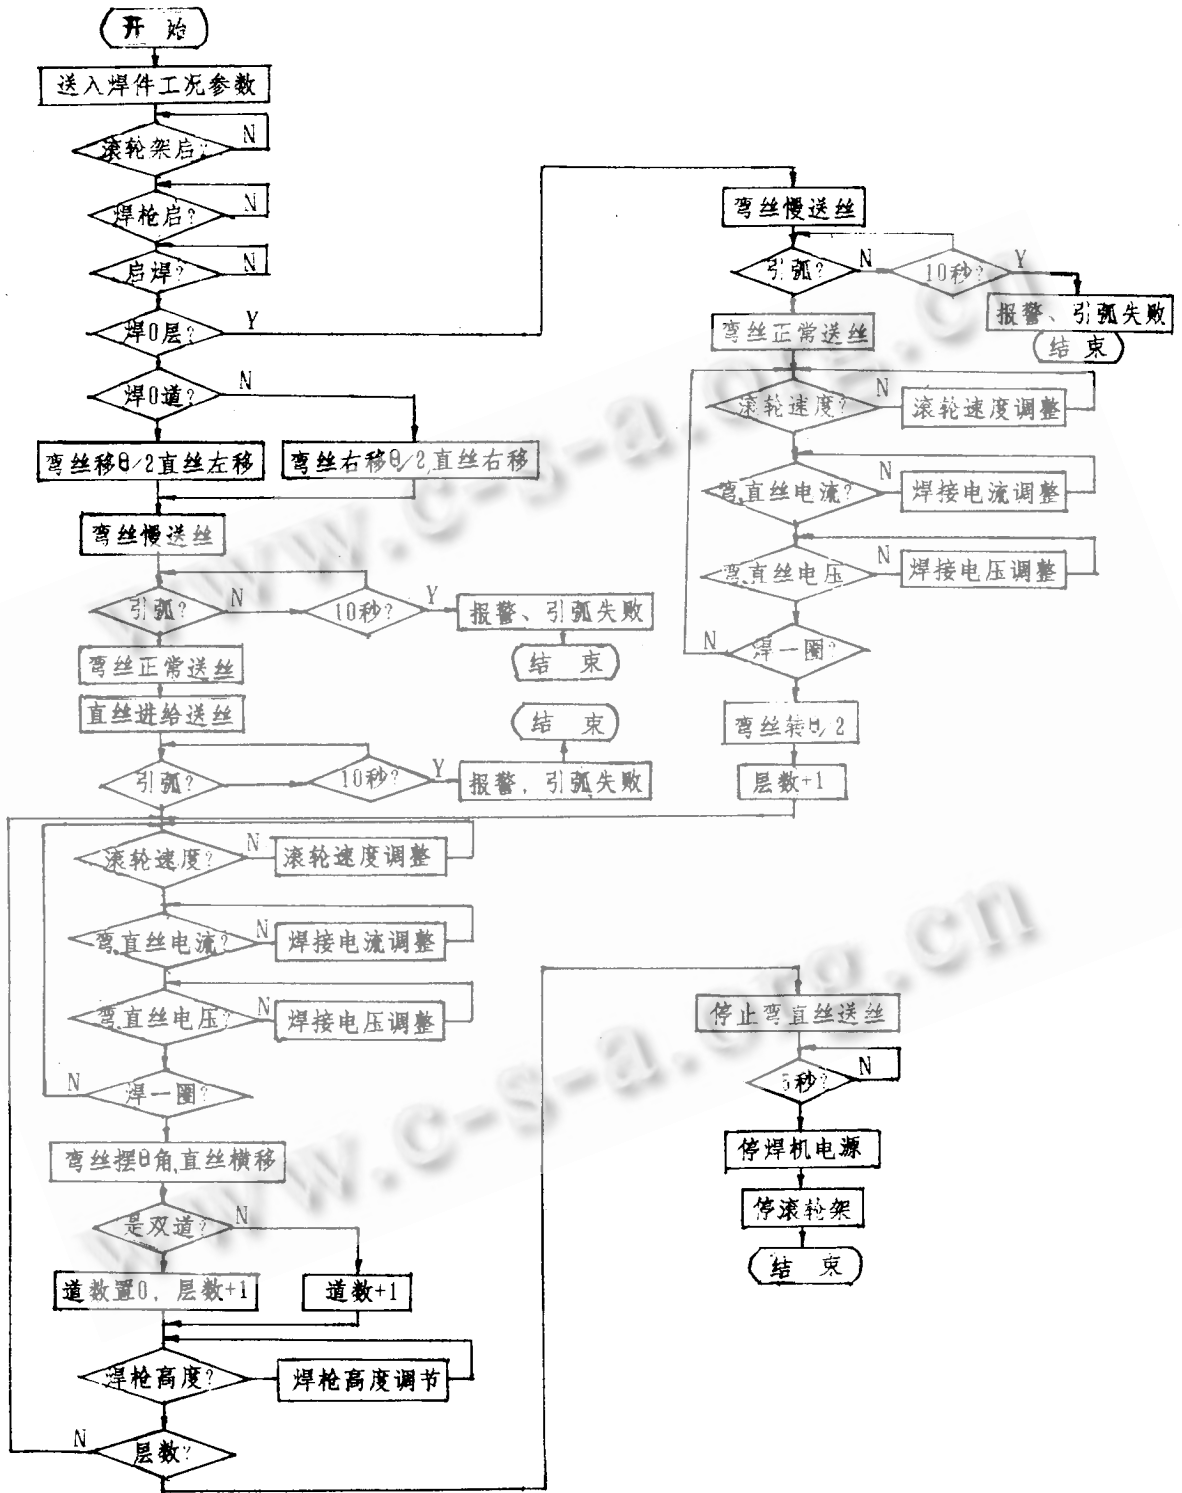 开 始
送入焊件工况参数
滚轮架启?
N
焊枪启?
N
启焊?
N
焊0层?
Y
焊0道?
N
弯丝移θ/2直丝左移
弯丝右移θ/2,直丝右移
弯丝慢送丝
引弧?
N
10秒?
Y
报警、引弧失败
结 束
弯丝正常送丝
直丝进给送丝
引弧?
10秒?
Y
报警，引弧失败
结 束
滚轮速度?
N
滚轮速度调整
弯,直丝电流?
N
焊接电流调整
弯,直丝电压?
N
焊接电压调整
焊一圈?
N
弯丝摆θ角,直丝横移
是双道?
N
道数置0，层数+1
道数+1
焊枪高度?
焊枪高度调节
层数?
N
弯丝慢送丝
引弧?
N
10秒?
Y
报警、引弧失败
结 束
弯丝正常送丝
滚轮速度?
N
滚轮速度调整
弯,直丝电流?
N
焊接电流调整
弯,直丝电压
N
焊接电压调整
焊一圈?
N
弯丝转θ/2
层数+1
停止弯直丝送丝
5秒?
N
停焊机电源
停滚轮架
结 束
www.c-s-a.org.cn
www.c-s-a.org.cn